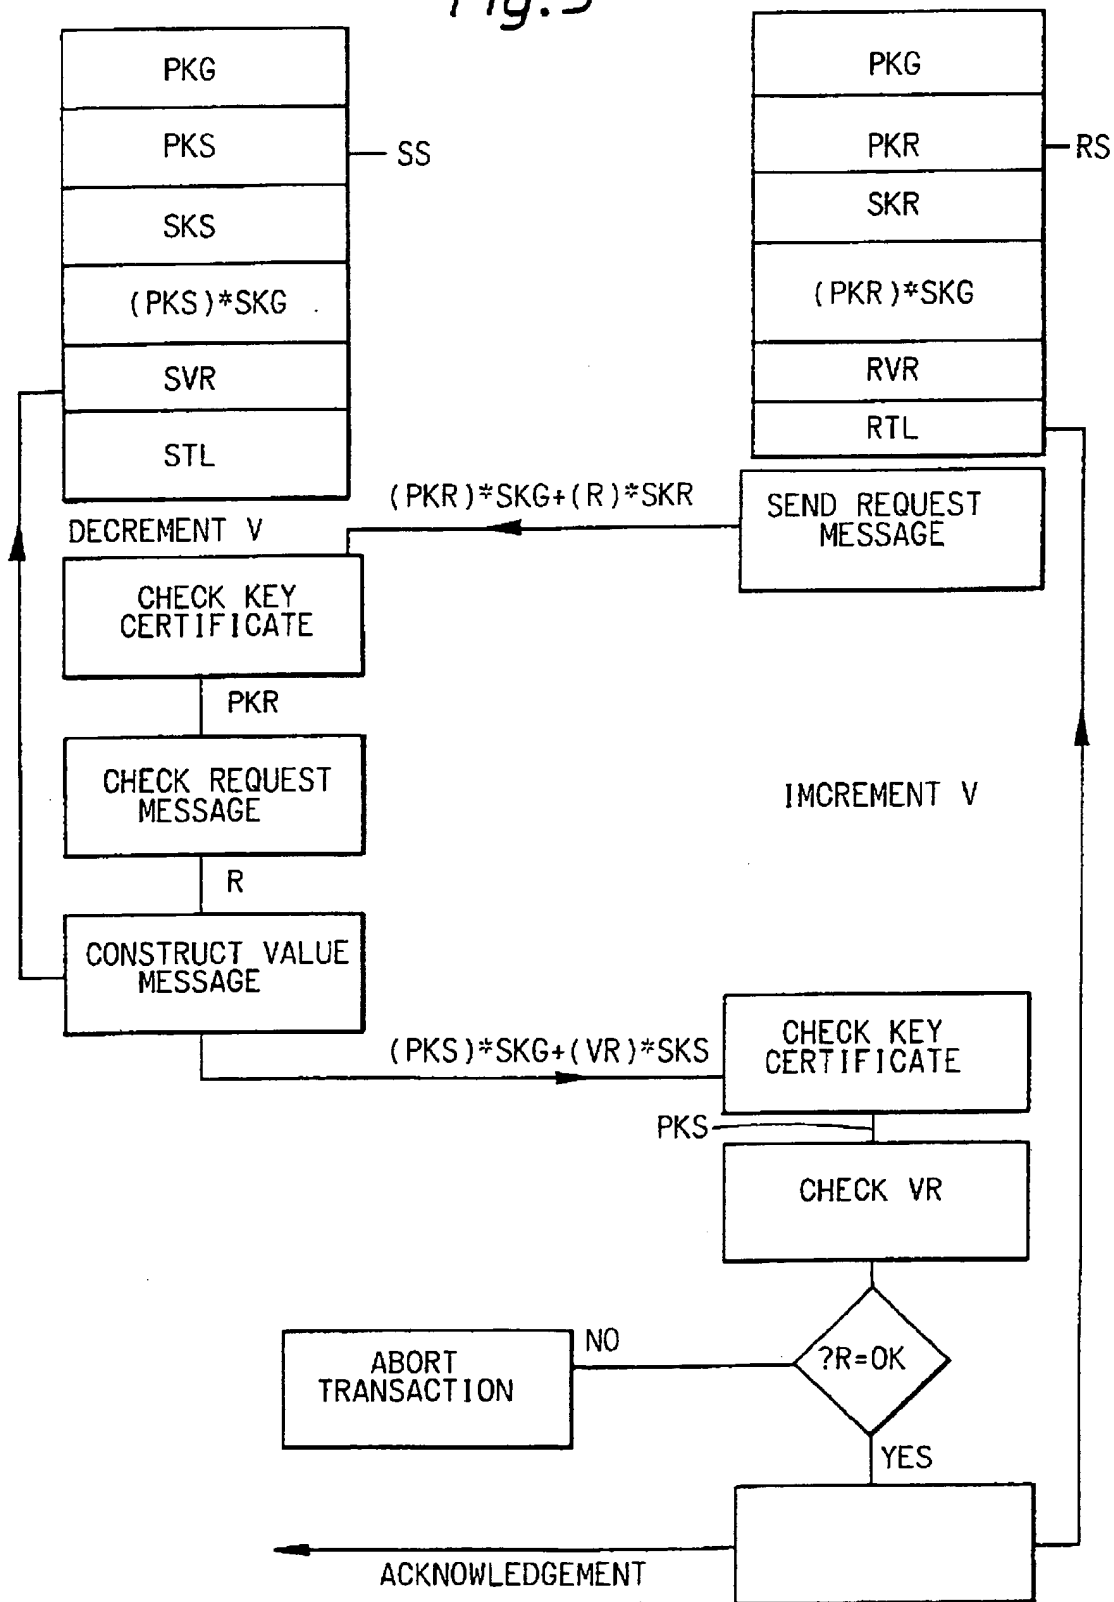 Fig.5
PKG
PKS
SS
SKS
(PKS)*SKG
SVR
STL
PKG
PKR
RS
SKR
(PKR)*SKG
RVR
RTL
(PKR)*SKG+(R)*SKR
SEND REQUEST
MESSAGE
DECREMENT V
CHECK KEY
CERTIFICATE
PKR
CHECK REQUEST
MESSAGE
IMCREMENT V
R
CONSTRUCT VALUE
MESSAGE
(PKS)*SKG+(VR)*SKS
CHECK KEY
CERTIFICATE
PKS
CHECK VR
?R=OK
NO
ABORT
TRANSACTION
YES
ACKNOWLEDGEMENT